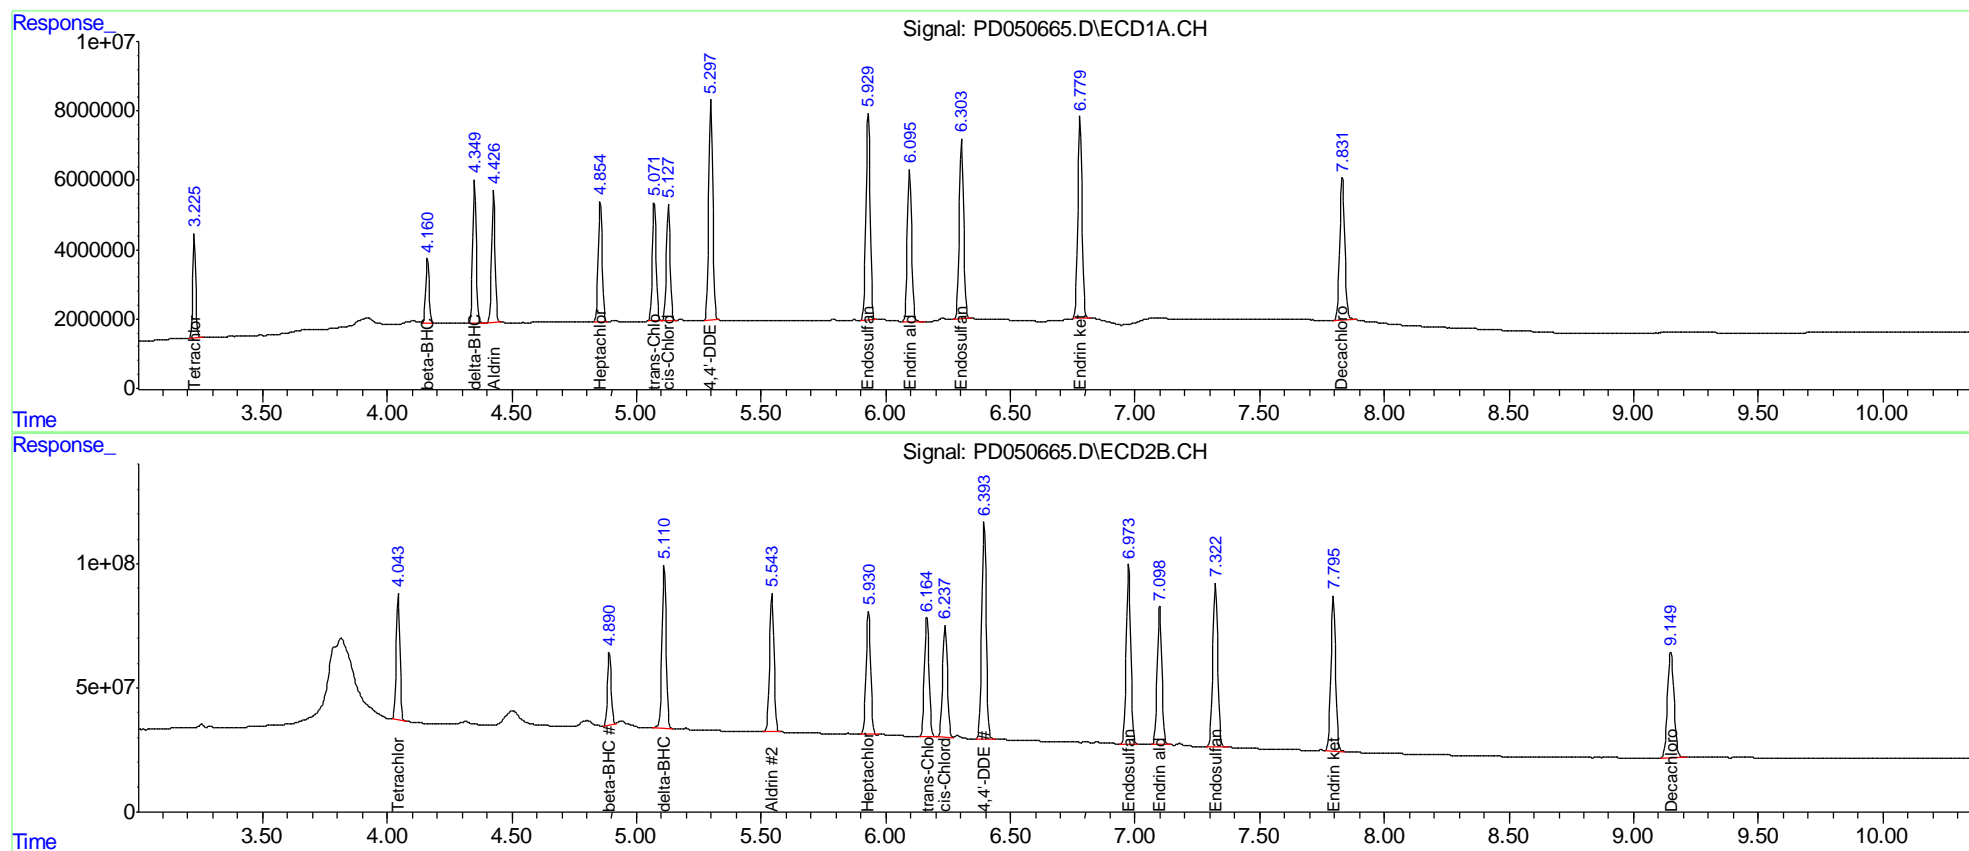 Response_
Signal: PD050665.D\ECD1A.CH
1e+07
8000000
6000000
4000000
2000000
0
3.225
4.160
4.349
4.426
4.854
5.071
5.127
5.297
5.929
6.095
6.303
6.779
7.831
Tetrachlor
beta-BHC
delta-BHC
Aldrin
Heptachlor
trans-Chlo
cis-Chlord
4,4'-DDE
Endosulfan
Endrin ald
Endosulfan
Endrin ket
Decachloro
3.50 4.00 4.50 5.00 5.50 6.00 6.50 7.00 7.50 8.00 8.50 9.00 9.50 10.00
Time
Response_
Signal: PD050665.D\ECD2B.CH
1e+08
5e+07
0
4.043
4.890
5.110
5.543
5.930
6.164
6.237
6.393
6.973
7.098
7.322
7.795
9.149
Tetrachlor
beta-BHC #
delta-BHC
Aldrin #2
Heptachlor
trans-Chlo
cis-Chlord
4,4'-DDE #
Endosulfan
Endrin ald
Endosulfan
Endrin ket
Decachloro
3.50 4.00 4.50 5.00 5.50 6.00 6.50 7.00 7.50 8.00 8.50 9.00 9.50 10.00
Time